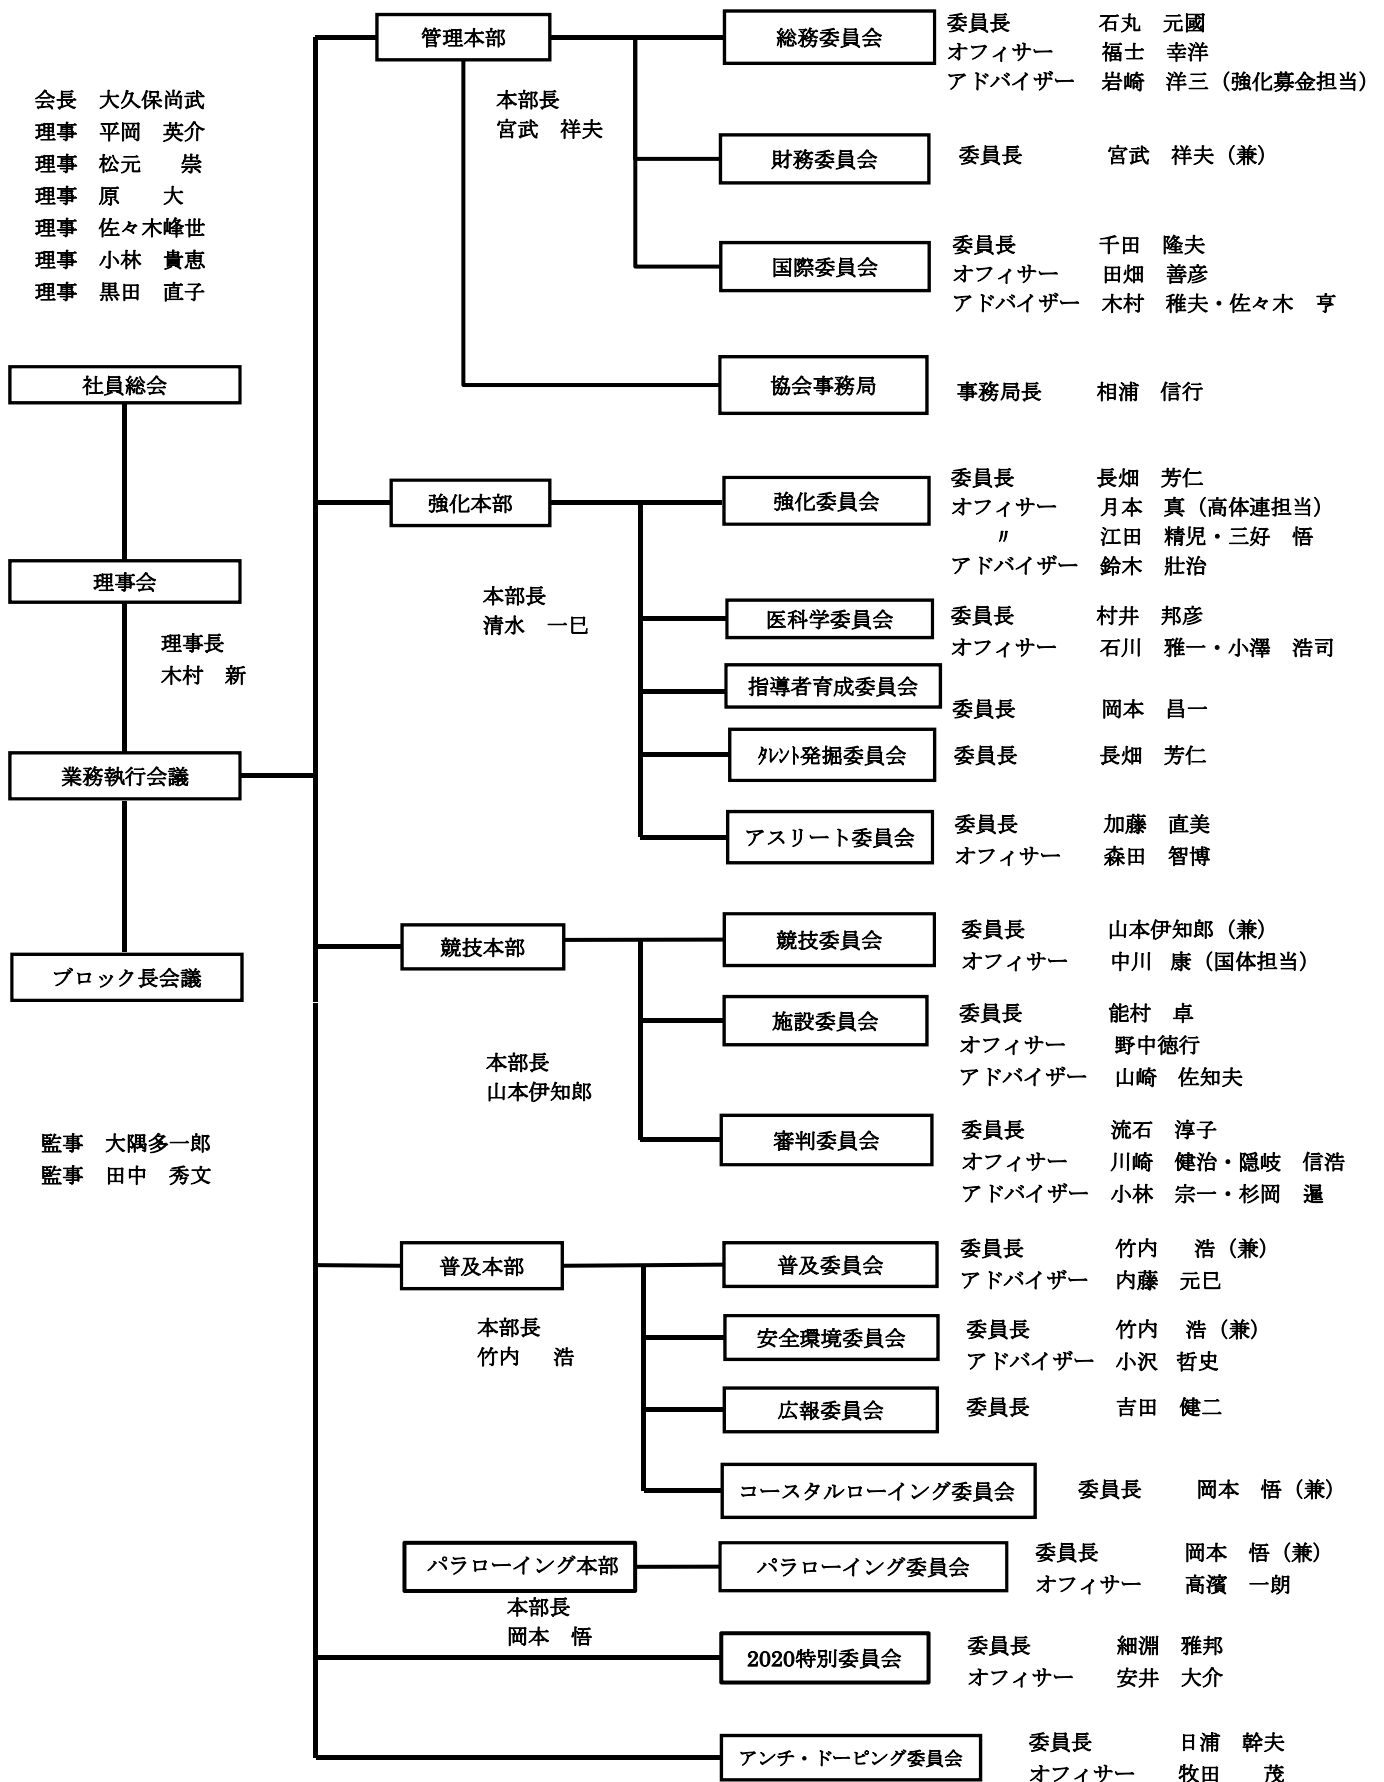 会長　大久保尚武
理事　平岡　英介
理事　松元　　崇
理事　原　　大
理事　佐々木峰世
理事　小林　貴恵
理事　黒田　直子
社員総会
理事会
理事長
木村　新
業務執行会議
ブロック長会議
監事　大隅多一郎
監事　田中　秀文
管理本部
本部長
宮武　祥夫
総務委員会
委員長　石丸　元國
オフィサー　福士　幸洋
アドバイザー　岩崎　洋三（強化募金担当）
財務委員会
委員長　宮武　祥夫（兼）
国際委員会
委員長　千田　隆夫
オフィサー　田畑　善彦
アドバイザー　木村　稚夫・佐々木　亨
協会事務局
事務局長　相浦　信行
強化本部
本部長
清水　一巳
強化委員会
委員長　長畑　芳仁
オフィサー　月本　真（高体連担当）
〃　江田　精児・三好　悟
アドバイザー　鈴木　壯治
医科学委員会
委員長　村井　邦彦
オフィサー　石川　雅一・小澤　浩司
指導者育成委員会
委員長　岡本　昌一
ﾀﾚﾝﾄ発掘委員会
委員長　長畑　芳仁
アスリート委員会
委員長　加藤　直美
オフィサー　森田　智博
競技本部
本部長
山本伊知郎
競技委員会
委員長　山本伊知郎（兼）
オフィサー　中川　康（国体担当）
施設委員会
委員長　能村　卓
オフィサー　野中徳行
アドバイザー　山崎　佐知夫
審判委員会
委員長　流石　淳子
オフィサー　川崎　健治・隠岐　信浩
アドバイザー　小林　宗一・杉岡　暹
普及本部
本部長
竹内　浩
普及委員会
委員長　竹内　浩（兼）
アドバイザー　内藤　元巳
安全環境委員会
委員長　竹内　浩（兼）
アドバイザー　小沢　哲史
広報委員会
委員長　吉田　健二
コースタルローイング委員会
委員長　岡本　悟（兼）
パラローイング本部
本部長
岡本　悟
パラローイング委員会
委員長　岡本　悟（兼）
オフィサー　高濱　一朗
2020特別委員会
委員長　細淵　雅邦
オフィサー　安井　大介
アンチ・ドーピング委員会
委員長　日浦　幹夫
オフィサー　牧田　茂